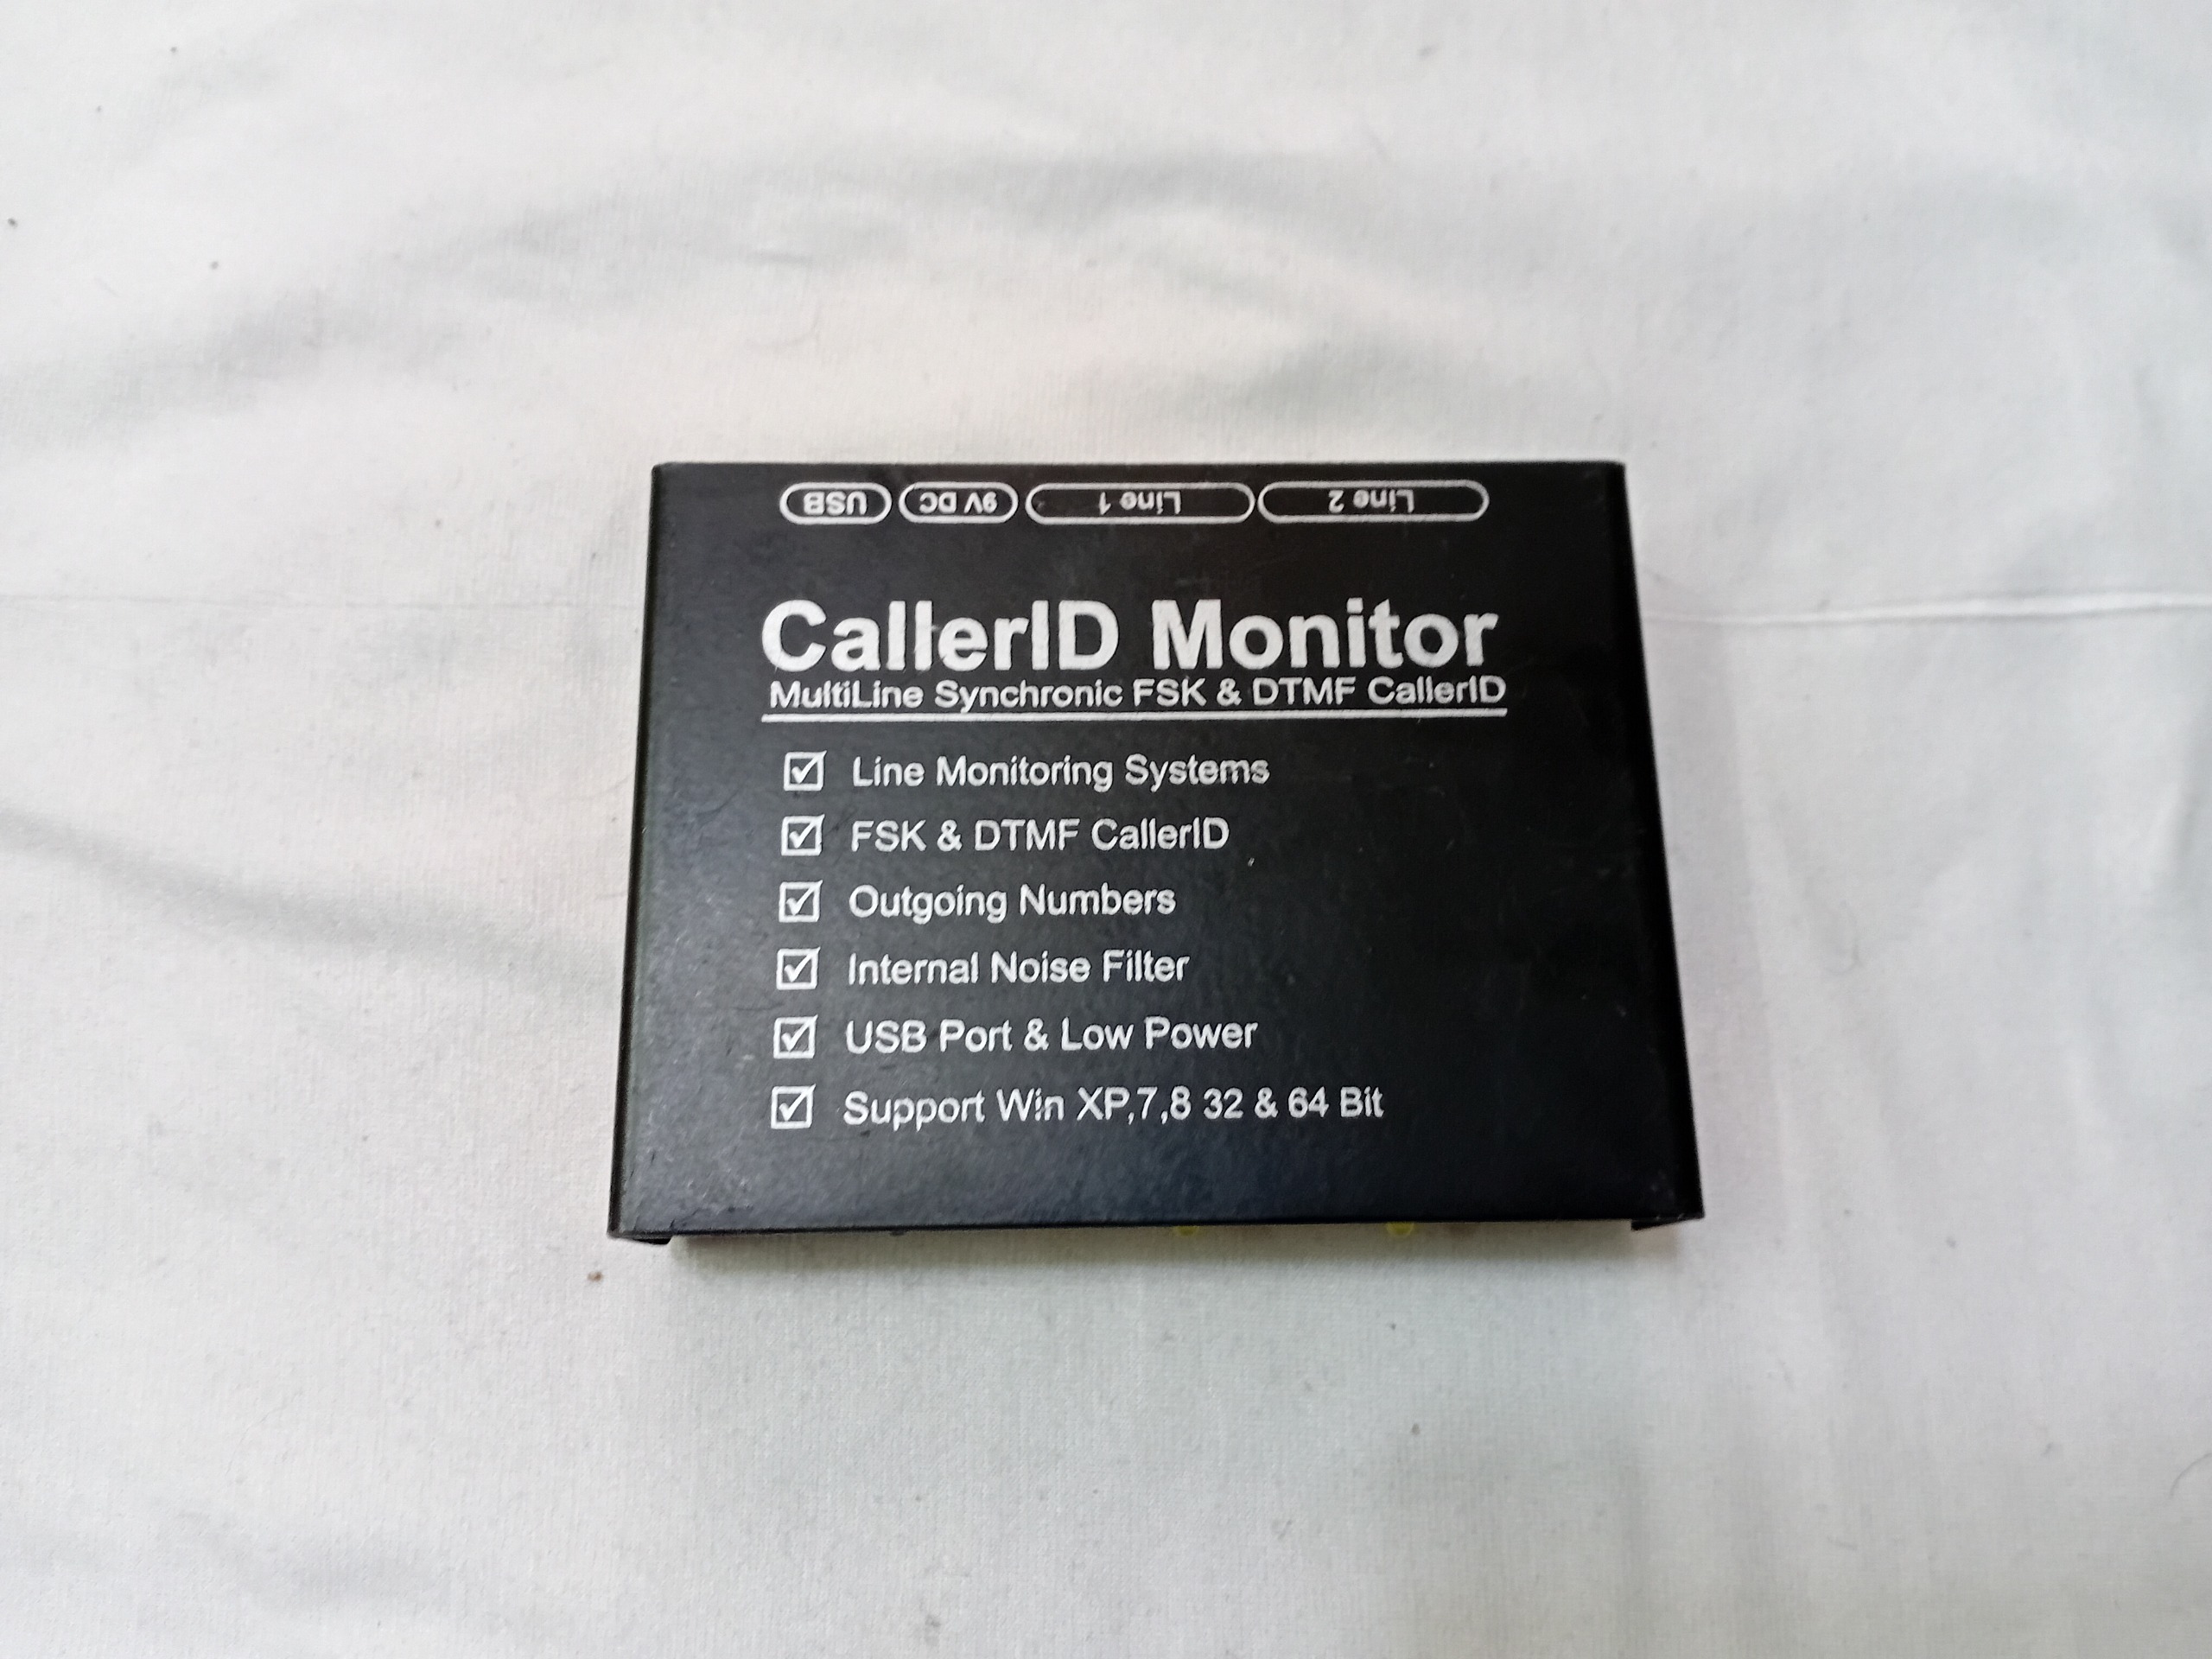 USB 9V DC Line 1 Line 2
CallerID Monitor
MultiLine Synchronic FSK & DTMF CallerID
Line Monitoring Systems
FSK & DTMF CallerID
Outgoing Numbers
Internal Noise Filter
USB Port & Low Power
Support Win XP,7,8 32 & 64 Bit